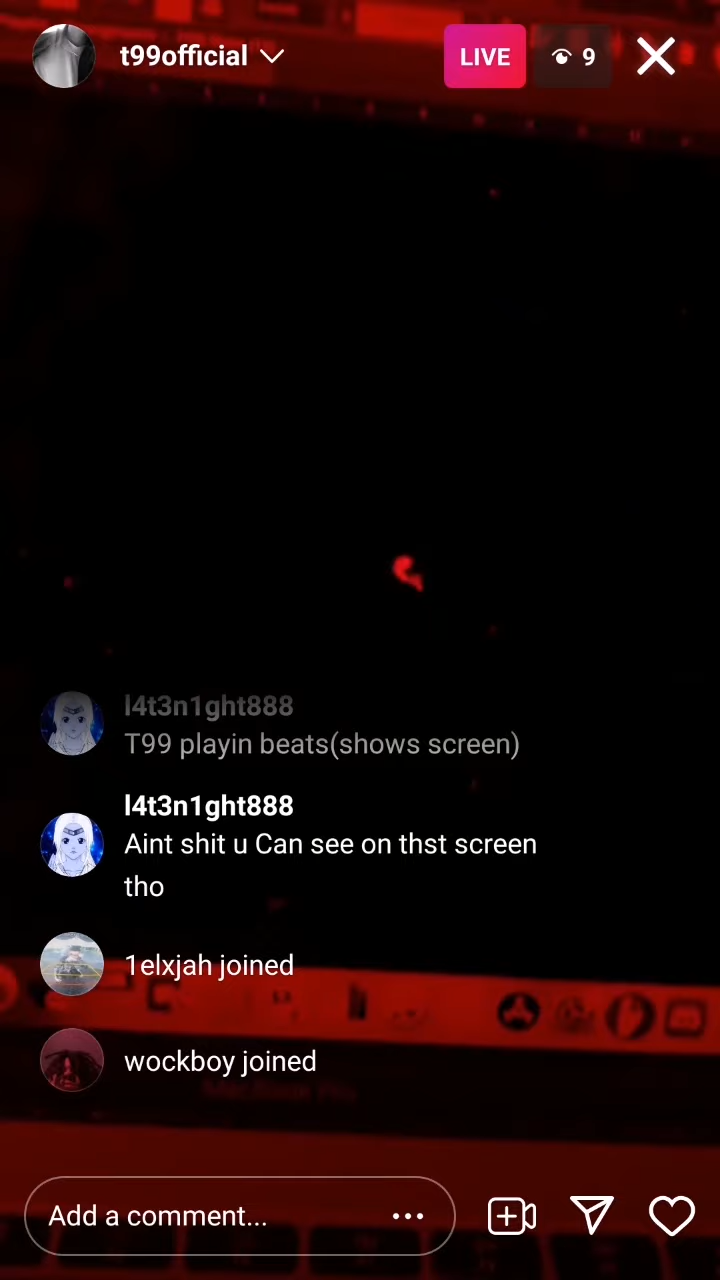 t99official
LIVE
9
l4t3n1ght888
T99 playin beats(shows screen)
l4t3n1ght888
Aint shit u Can see on thst screen
tho
1elxjah joined
wockboy joined
Add a comment...